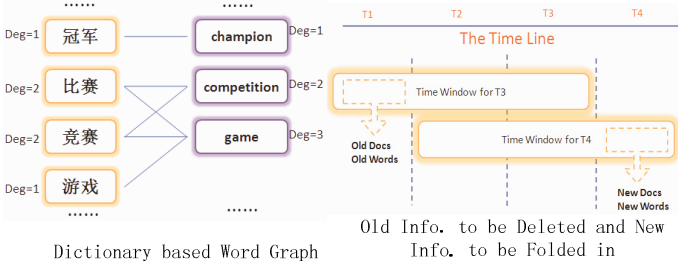 ……
……
Deg=1
冠军
champion
Deg=1
Deg=2
比赛
competition
Deg=2
Deg=2
竞赛
game
Deg=3
Deg=1
游戏
……
……
Dictionary based Word Graph
T1
T2
T3
T4
The Time Line
Time Window for T3
Time Window for T4
Old Docs
Old Words
New Docs
New Words
Old Info. to be Deleted and New
Info. to be Folded in